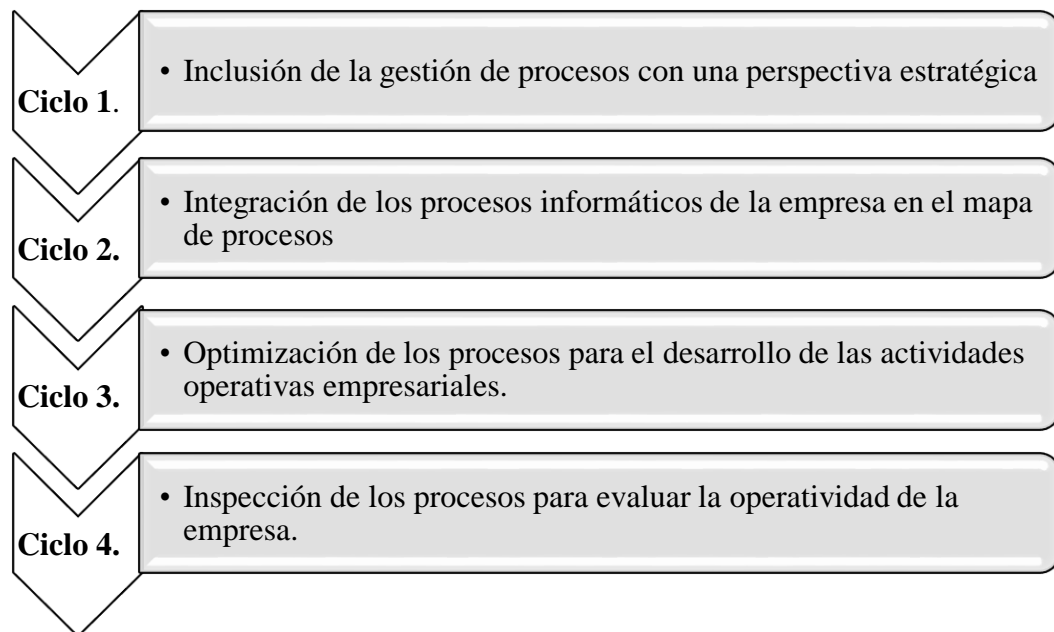 Ciclo 1.
• Inclusión de la gestión de procesos con una perspectiva estratégica
Ciclo 2.
• Integración de los procesos informáticos de la empresa en el mapa
de procesos
Ciclo 3.
• Optimización de los procesos para el desarrollo de las actividades
operativas empresariales.
Ciclo 4.
• Inspección de los procesos para evaluar la operatividad de la
empresa.